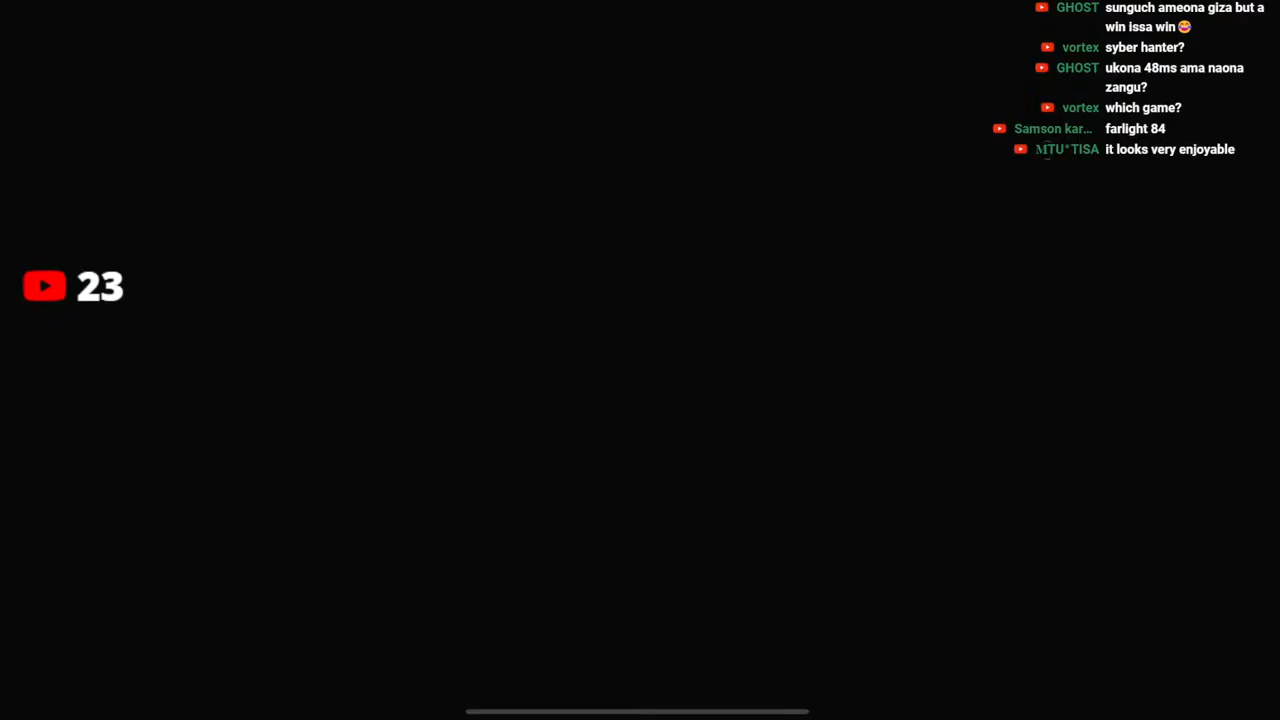 GHOST sunguch ameona giza but a
win issa win😂
vortex syber hanter?
GHOST ukona 48ms ama naona
zangu?
vortex which game?
Samson kar... farlight 84
MTU*TISA it looks very enjoyable
23